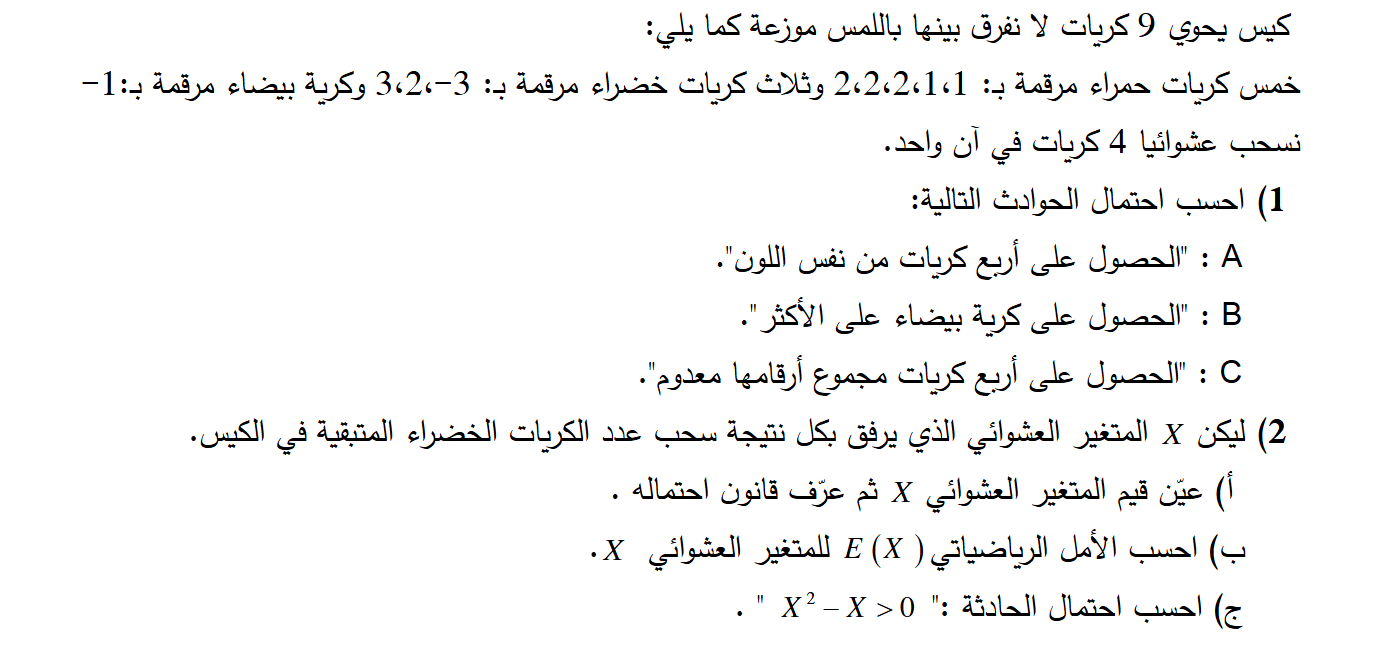 كيس يحوي 9 كريات لا نفرق بينها باللمس موزعة كما يلي:
خمس كريات حمراء مرقمة بـ: 2،2،2،1،1 وثلاث كريات خضراء مرقمة بـ: 3،2،-3 وكرية بيضاء مرقمة بـ:1-
نسحب عشوائيا 4 كريات في آن واحد.
1) احسب احتمال الحوادث التالية:
A : "الحصول على أربع كريات من نفس اللون".
B : "الحصول على كرية بيضاء على الأكثر".
C : "الحصول على أربع كريات مجموع أرقامها معدوم".
2) ليكن X المتغير العشوائي الذي يرفق بكل نتيجة سحب عدد الكريات الخضراء المتبقية في الكيس.
أ) عيّن قيم المتغير العشوائي X ثم عرّف قانون احتماله .
ب) احسب الأمل الرياضياتي E(X) للمتغير العشوائي X.
ج) احسب احتمال الحادثة :" X² – X > 0 " .